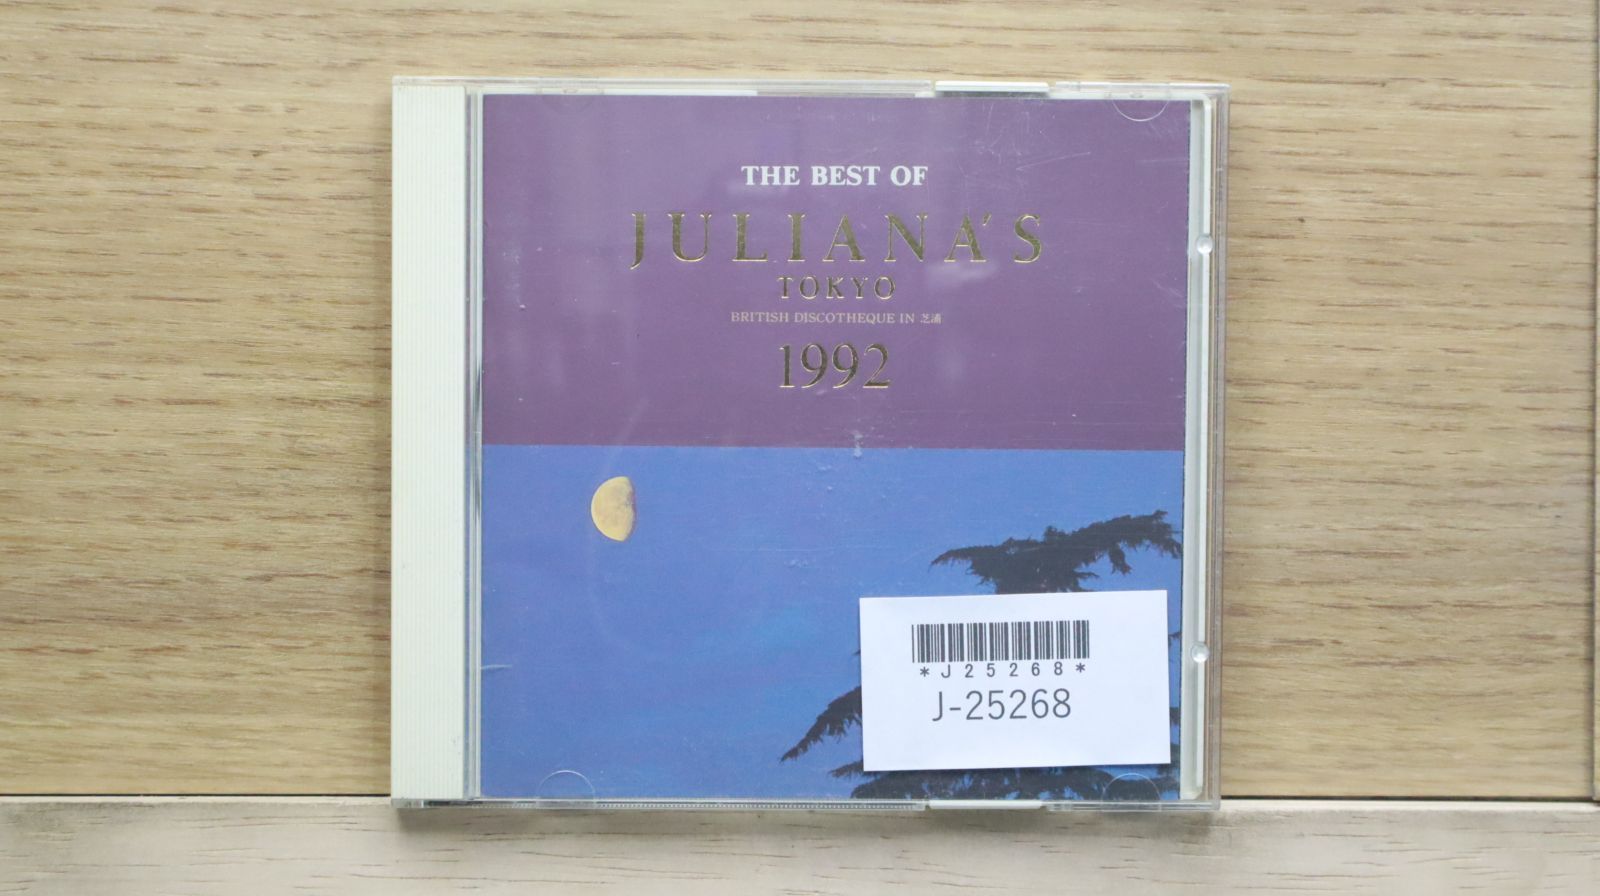 THE BEST OF
JULIANA'S
TOKYO
BRITISH DISCOTHEQUE IN 芝浦
1992
*J25268*
J-25268